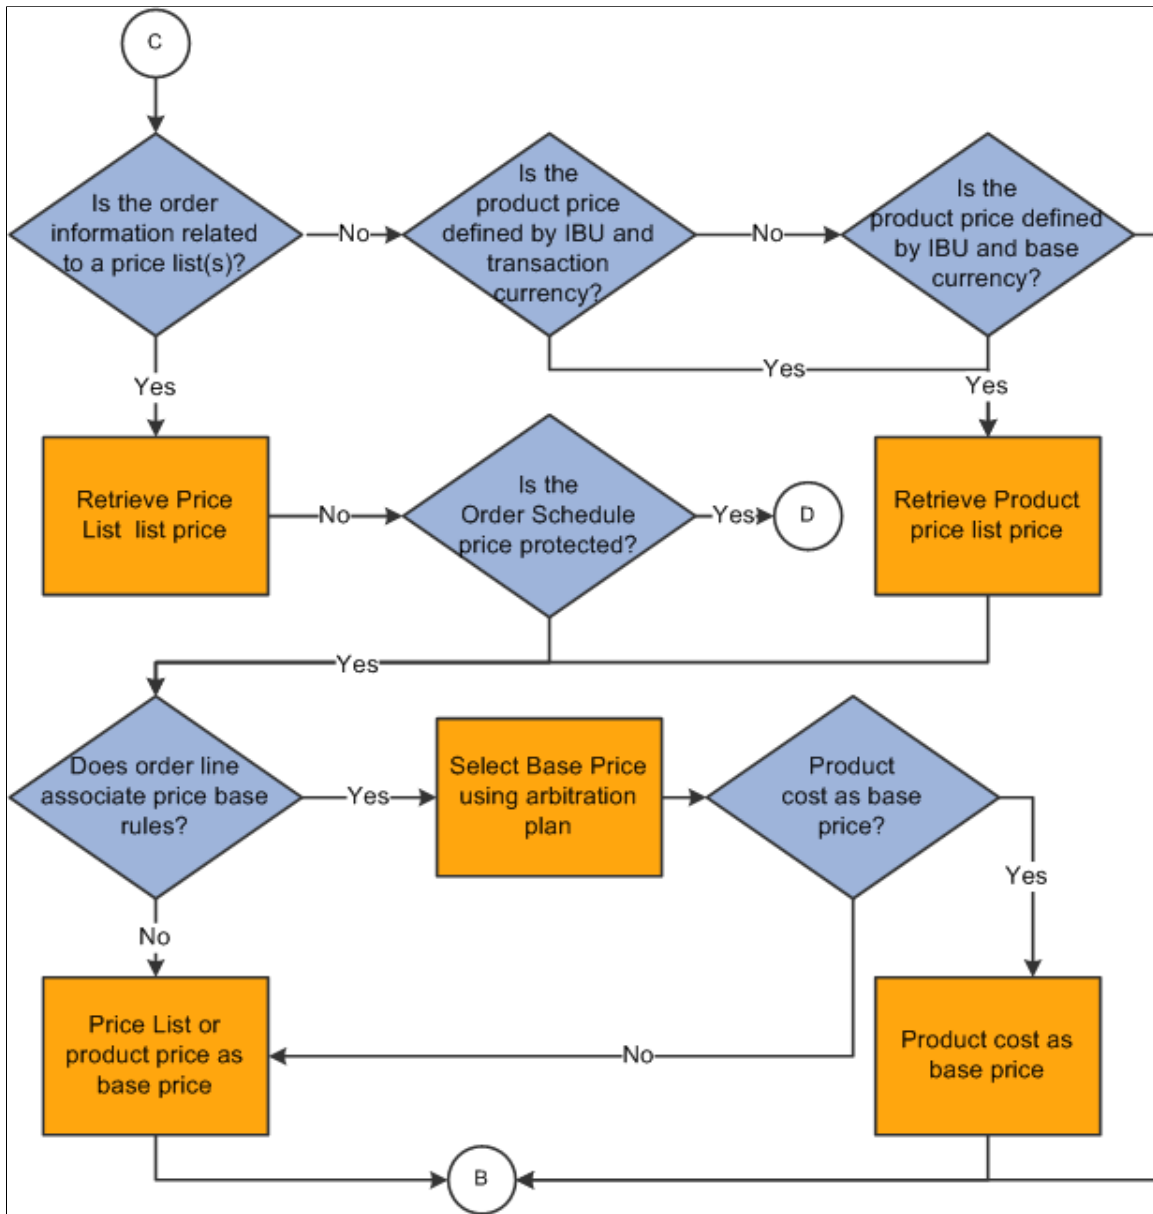 C
Is the order
information related
to a price list(s)?
No
Is the
product price
defined by IBU and
transaction
currency?
No
Is the
product price defined
by IBU and base
currency?
Yes
Yes
Yes
Retrieve Price
List list price
No
Is the
Order Schedule
price protected?
Yes
D
Retrieve Product
price list price
Yes
Does order line
associate price base
rules?
Yes
Select Base Price
using arbitration
plan
Product
cost as base
price?
Yes
No
Price List or
product price as
base price
No
Product cost as
base price
B